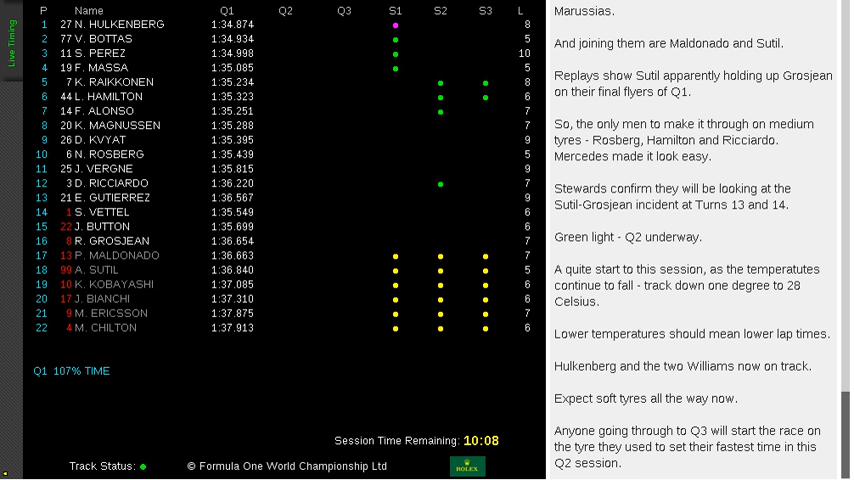 Live Timing
P Name Q1 Q2 Q3 S1 S2 S3 L
1 27 N. HULKENBERG 1:34.874 8
2 77 V. BOTTAS 1:34.934 5
3 11 S. PEREZ 1:34.998 10
4 19 F. MASSA 1:35.085 5
5 7 K. RAIKKONEN 1:35.234 8
6 44 L. HAMILTON 1:35.323 6
7 14 F. ALONSO 1:35.251 7
8 20 K. MAGNUSSEN 1:35.288 7
9 26 D. KVYAT 1:35.395 9
10 6 N. ROSBERG 1:35.439 5
11 25 J. VERGNE 1:35.815 9
12 3 D. RICCIARDO 1:36.220 7
13 21 E. GUTIERREZ 1:36.567 9
14 1 S. VETTEL 1:35.549 6
15 22 J. BUTTON 1:35.699 6
16 8 R. GROSJEAN 1:36.654 7
17 13 P. MALDONADO 1:36.663 7
18 99 A. SUTIL 1:36.840 5
19 10 K. KOBAYASHI 1:37.085 6
20 17 J. BIANCHI 1:37.310 6
21 9 M. ERICSSON 1:37.875 7
22 4 M. CHILTON 1:37.913 6
Q1 107% TIME
Session Time Remaining: 10:08
Track Status: © Formula One World Championship Ltd
ROLEX
Marussias.
And joining them are Maldonado and Sutil.
Replays show Sutil apparently holding up Grosjean
on their final flyers of Q1.
So, the only men to make it through on medium
tyres - Rosberg, Hamilton and Ricciardo.
Mercedes made it look easy.
Stewards confirm they will be looking at the
Sutil-Grosjean incident at Turns 13 and 14.
Green light - Q2 underway.
A quite start to this session, as the temperatutes
continue to fall - track down one degree to 28
Celsius.
Lower temperatures should mean lower lap times.
Hulkenberg and the two Williams now on track.
Expect soft tyres all the way now.
Anyone going through to Q3 will start the race on
the tyre they used to set their fastest time in this
Q2 session.